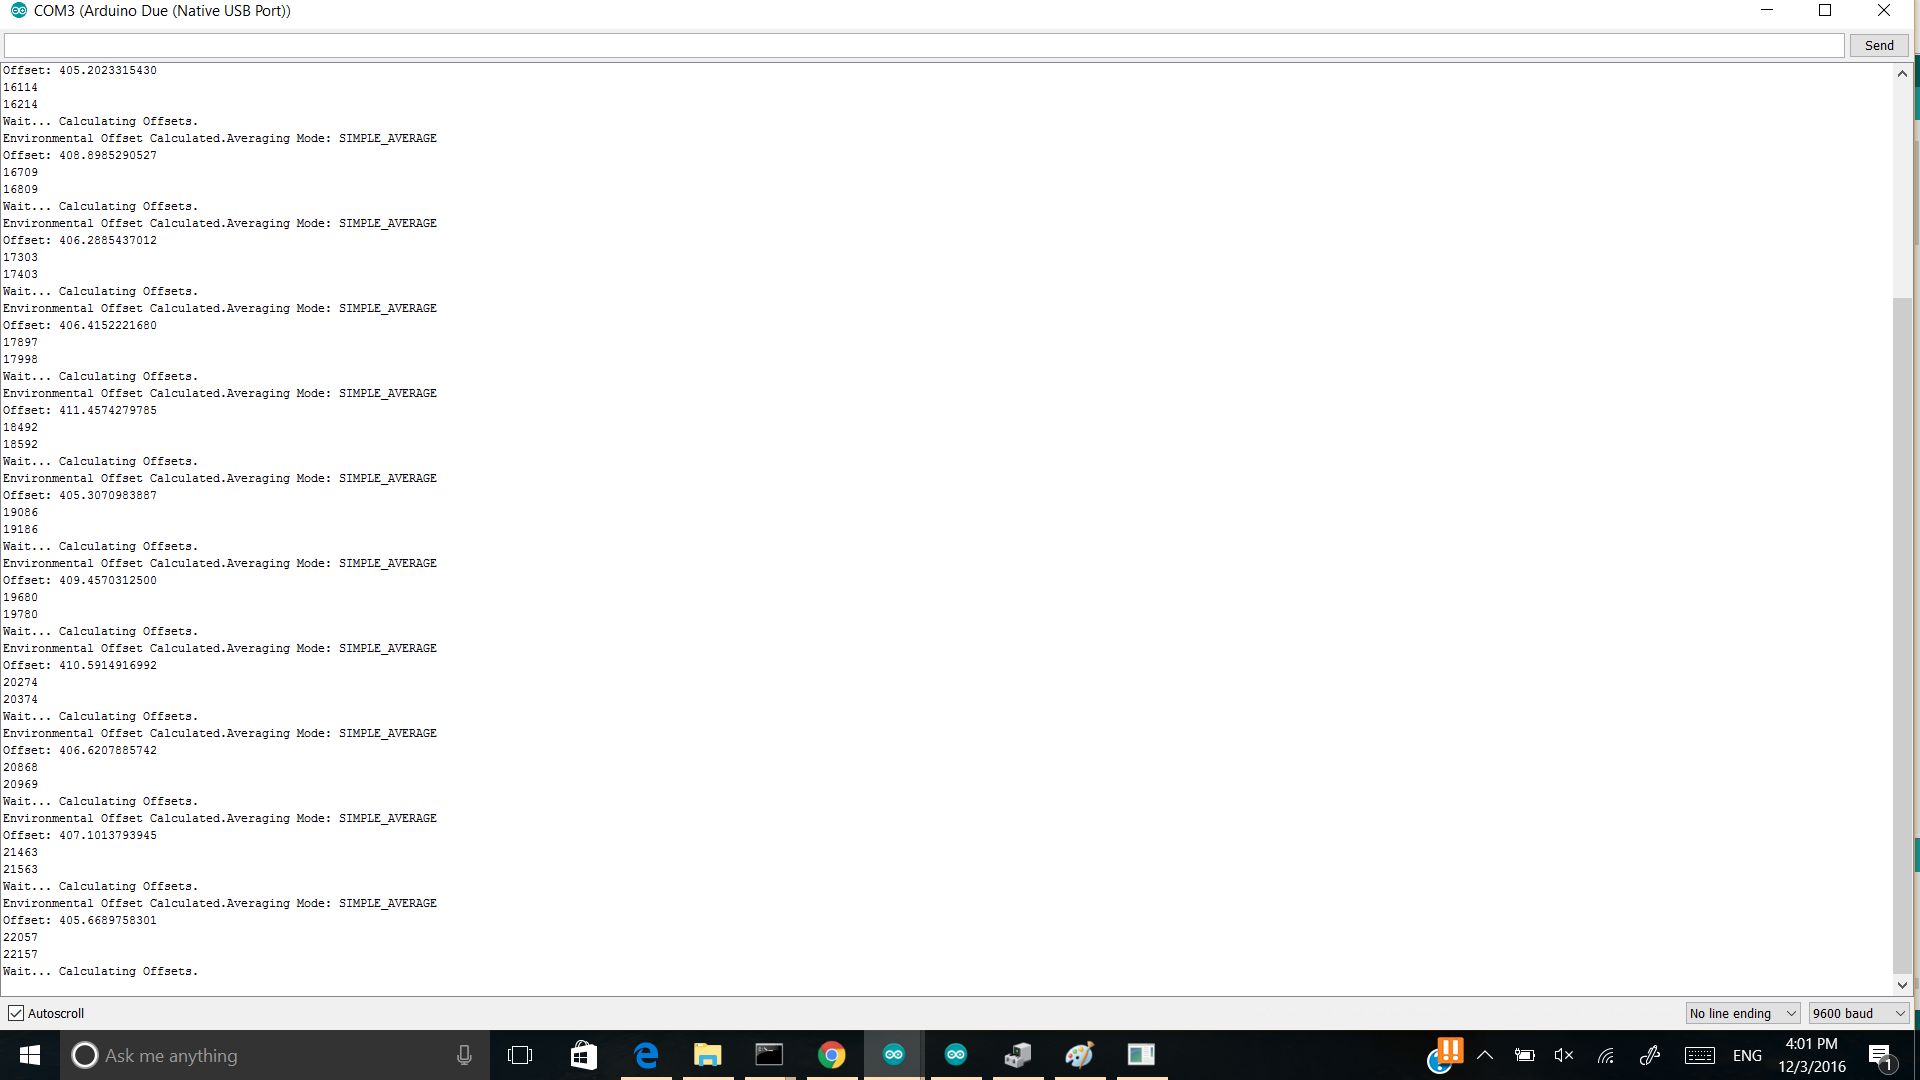 COM3 (Arduino Due (Native USB Port))
Send
Offset: 405.2023315430
16114
16214
Wait... Calculating Offsets.
Environmental Offset Calculated.Averaging Mode: SIMPLE_AVERAGE
Offset: 408.8985290527
16709
16809
Wait... Calculating Offsets.
Environmental Offset Calculated.Averaging Mode: SIMPLE_AVERAGE
Offset: 406.2885437012
17303
17403
Wait... Calculating Offsets.
Environmental Offset Calculated.Averaging Mode: SIMPLE_AVERAGE
Offset: 406.4152221680
17897
17998
Wait... Calculating Offsets.
Environmental Offset Calculated.Averaging Mode: SIMPLE_AVERAGE
Offset: 411.4574279785
18492
18592
Wait... Calculating Offsets.
Environmental Offset Calculated.Averaging Mode: SIMPLE_AVERAGE
Offset: 405.3070983887
19086
19186
Wait... Calculating Offsets.
Environmental Offset Calculated.Averaging Mode: SIMPLE_AVERAGE
Offset: 409.4570312500
19680
19780
Wait... Calculating Offsets.
Environmental Offset Calculated.Averaging Mode: SIMPLE_AVERAGE
Offset: 410.5914916992
20274
20374
Wait... Calculating Offsets.
Environmental Offset Calculated.Averaging Mode: SIMPLE_AVERAGE
Offset: 406.6207885742
20868
20969
Wait... Calculating Offsets.
Environmental Offset Calculated.Averaging Mode: SIMPLE_AVERAGE
Offset: 407.1013793945
21463
21563
Wait... Calculating Offsets.
Environmental Offset Calculated.Averaging Mode: SIMPLE_AVERAGE
Offset: 405.6689758301
22057
22157
Wait... Calculating Offsets.
Autoscroll
No line ending
9600 baud
Ask me anything
ENG
4:01 PM
12/3/2016
1